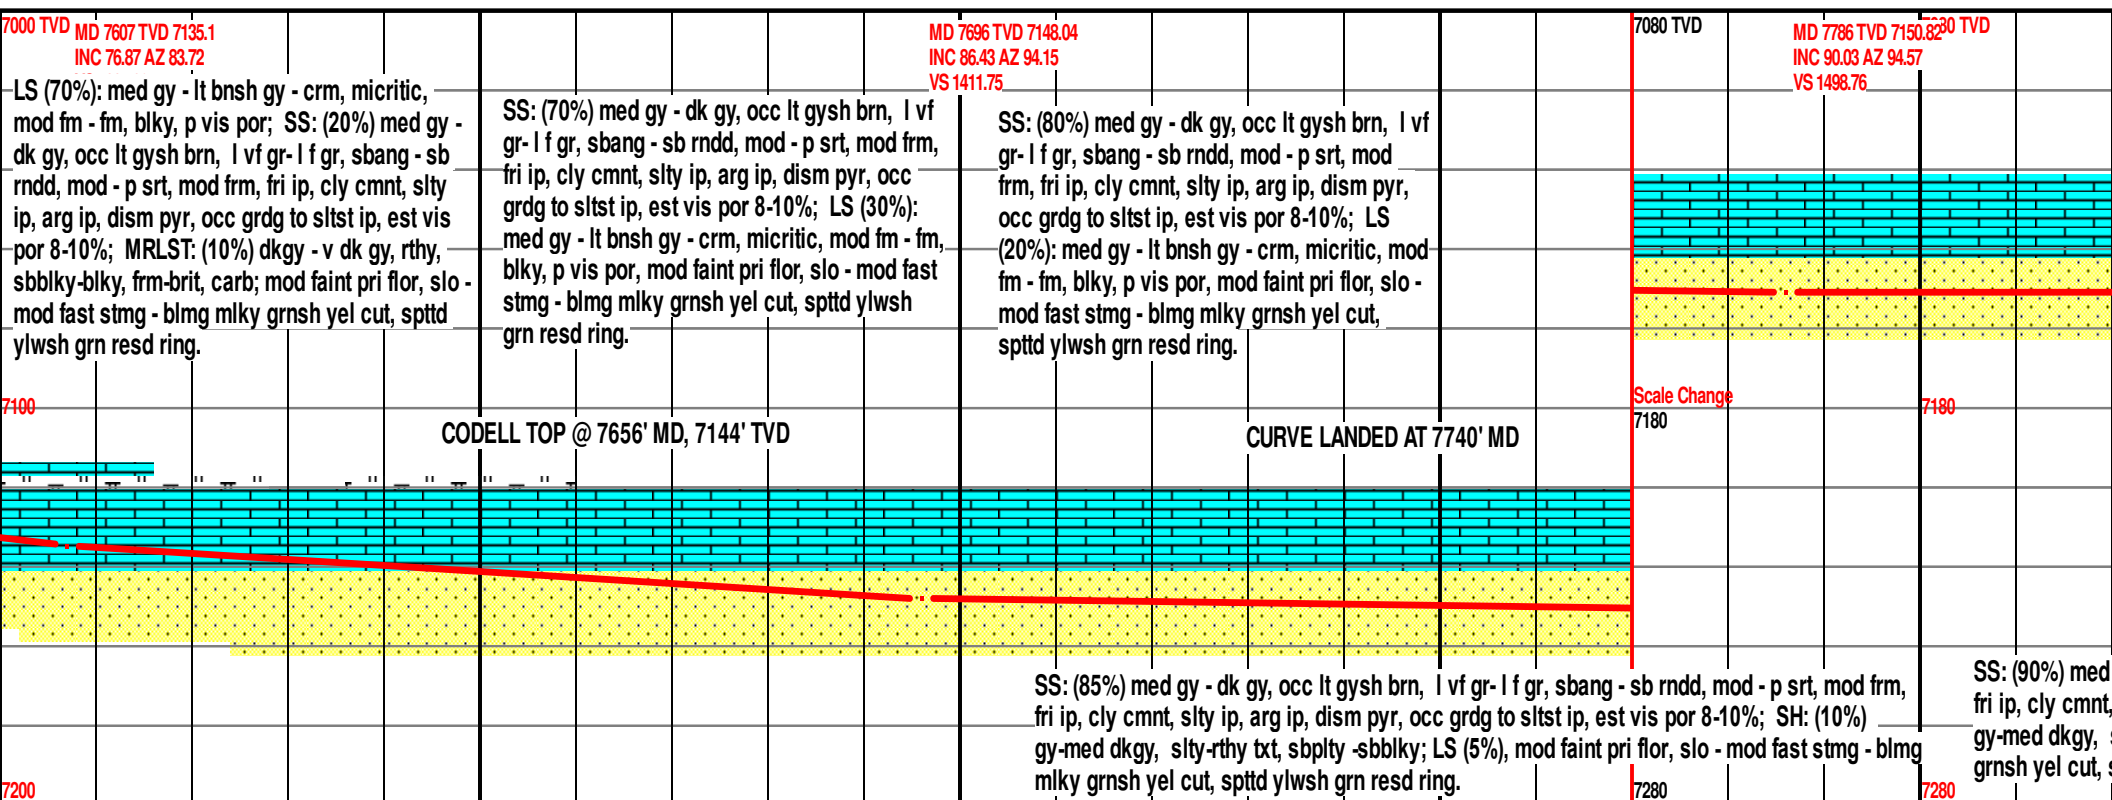 7000 TVD
MD 7607 TVD 7135.1
INC 76.87 AZ 83.72
LS (70%): med gy - lt bnsh gy - crm, micritic,
mod fm - fm, blky, p vis por;  SS: (20%) med gy -
dk gy, occ lt gysh brn,  l vf gr- l f gr, sbang - sb
rndd, mod - p srt, mod frm, fri ip, cly cmnt, slty
ip, arg ip, dism pyr, occ grdg to sltst ip, est vis
por 8-10%;  MRLST: (10%) dkgy - v dk gy, rthy,
sbblky-blky, frm-brit, carb; mod faint pri flor, slo -
mod fast stmg - blmg mlky grnsh yel cut, spttd
ylwsh grn resd ring.
SS: (70%) med gy - dk gy, occ lt gysh brn,  l vf
gr- l f gr, sbang - sb rndd, mod - p srt, mod frm,
fri ip, cly cmnt, slty ip, arg ip, dism pyr, occ
grdg to sltst ip, est vis por 8-10%;  LS (30%):
med gy - lt bnsh gy - crm, micritic, mod fm - fm,
blky, p vis por, mod faint pri flor, slo - mod fast
stmg - blmg mlky grnsh yel cut, spttd ylwsh
grn resd ring.
MD 7696 TVD 7148.04
INC 86.43 AZ 94.15
VS 1411.75
SS: (80%) med gy - dk gy, occ lt gysh brn,  l vf
gr- l f gr, sbang - sb rndd, mod - p srt, mod
frm, fri ip, cly cmnt, slty ip, arg ip, dism pyr,
occ grdg to sltst ip, est vis por 8-10%;  LS
(20%): med gy - lt bnsh gy - crm, micritic, mod
fm - fm, blky, p vis por, mod faint pri flor, slo -
mod fast stmg - blmg mlky grnsh yel cut,
spttd ylwsh grn resd ring.
7080 TVD
MD 7786 TVD 7150.82
INC 90.03 AZ 94.57
VS 1498.76
80 TVD
7100
CODELL TOP @ 7656' MD, 7144' TVD
CURVE LANDED AT 7740' MD
Scale Change
7180
7180
SS: (85%) med gy - dk gy, occ lt gysh brn,  l vf gr- l f gr, sbang - sb rndd, mod - p srt, mod frm,
fri ip, cly cmnt, slty ip, arg ip, dism pyr, occ grdg to sltst ip, est vis por 8-10%;  SH: (10%)
gy-med dkgy,  slty-rthy txt, sbplty -sbblky; LS (5%), mod faint pri flor, slo - mod fast stmg - blmg
mlky grnsh yel cut, spttd ylwsh grn resd ring.
SS: (90%) med
fri ip, cly cmnt,
gy-med dkgy,
grnsh yel cut,
7200
7280
7280